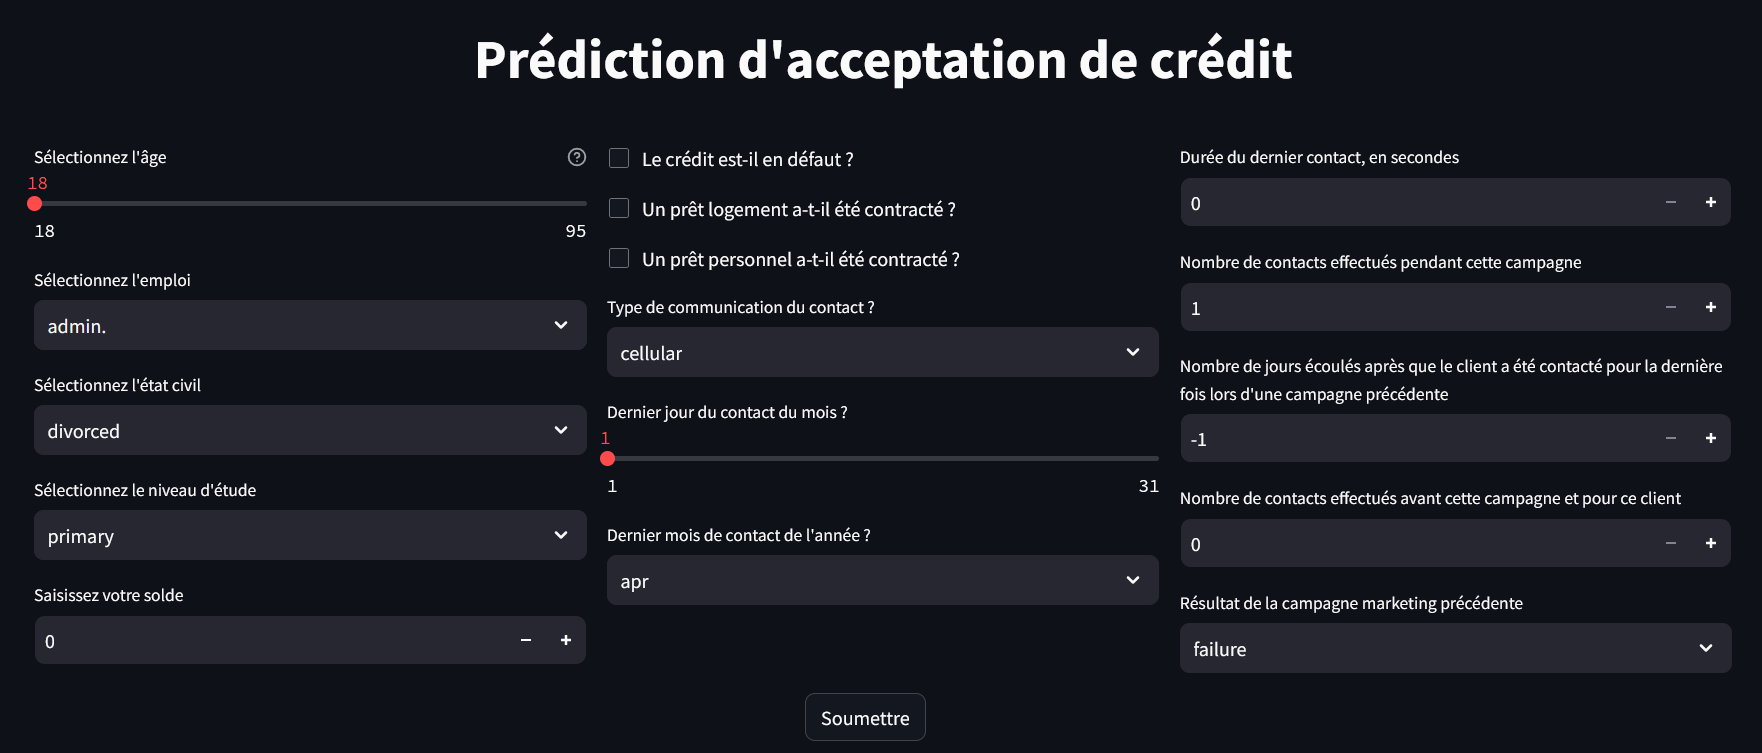 Prédiction d'acceptation de crédit
Sélectionnez l'âge
18
18 95
Sélectionnez l'emploi
admin.
Sélectionnez l'état civil
divorced
Sélectionnez le niveau d'étude
primary
Saisissez votre solde
0
Le crédit est-il en défaut ?
Un prêt logement a-t-il été contracté ?
Un prêt personnel a-t-il été contracté ?
Type de communication du contact ?
cellular
Dernier jour du contact du mois ?
1
1 31
Dernier mois de contact de l'année ?
apr
Durée du dernier contact, en secondes
0
Nombre de contacts effectués pendant cette campagne
1
Nombre de jours écoulés après que le client a été contacté pour la dernière
fois lors d'une campagne précédente
-1
Nombre de contacts effectués avant cette campagne et pour ce client
0
Résultat de la campagne marketing précédente
failure
Soumettre